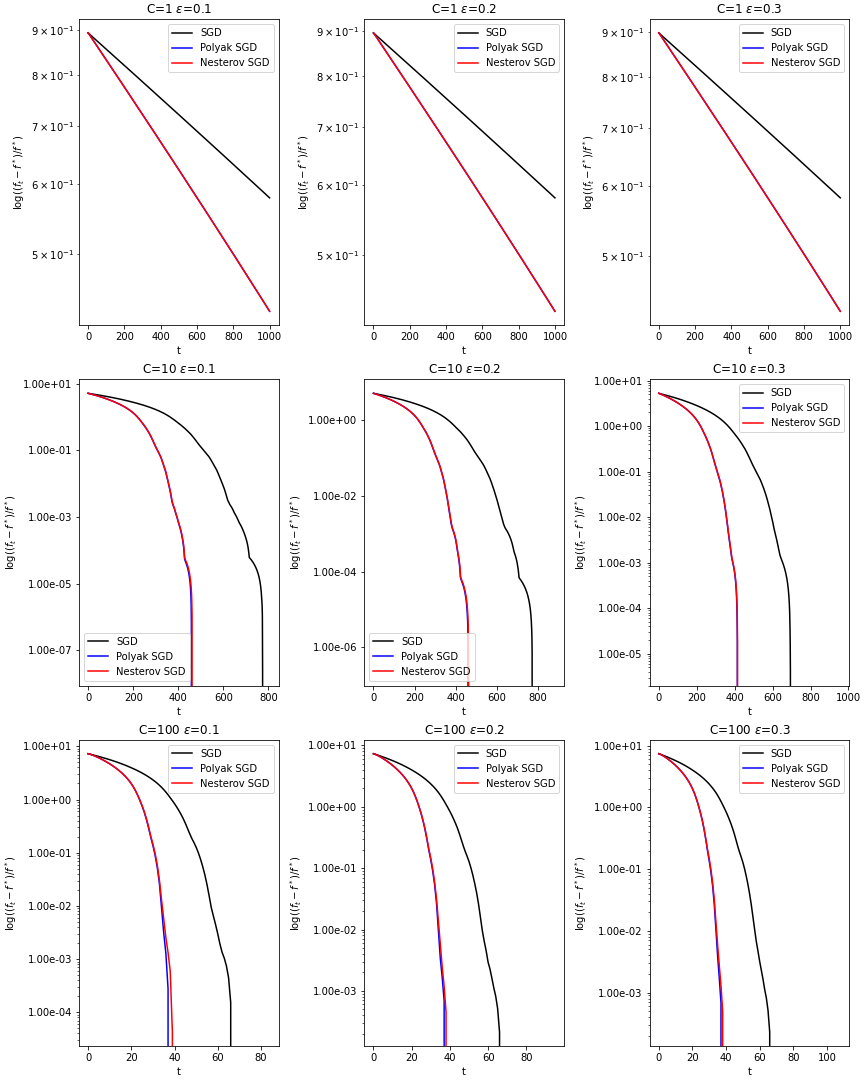 C=1 ε=0.1
9 × 10⁻¹
8 × 10⁻¹
7 × 10⁻¹
6 × 10⁻¹
5 × 10⁻¹
log((fₜ − f*)/f*)
SGD
Polyak SGD
Nesterov SGD
0 200 400 600 800 1000
t
C=1 ε=0.2
9 × 10⁻¹
8 × 10⁻¹
7 × 10⁻¹
6 × 10⁻¹
5 × 10⁻¹
log((fₜ − f*)/f*)
SGD
Polyak SGD
Nesterov SGD
0 200 400 600 800 1000
t
C=1 ε=0.3
9 × 10⁻¹
8 × 10⁻¹
7 × 10⁻¹
6 × 10⁻¹
5 × 10⁻¹
log((fₜ − f*)/f*)
SGD
Polyak SGD
Nesterov SGD
0 200 400 600 800 1000
t
C=10 ε=0.1
1.00e+01
1.00e-01
1.00e-03
1.00e-05
1.00e-07
log((fₜ − f*)/f*)
SGD
Polyak SGD
Nesterov SGD
0 200 400 600 800
t
C=10 ε=0.2
1.00e+00
1.00e-02
1.00e-04
1.00e-06
log((fₜ − f*)/f*)
SGD
Polyak SGD
Nesterov SGD
0 200 400 600 800
t
C=10 ε=0.3
1.00e+01
1.00e+00
1.00e-01
1.00e-02
1.00e-03
1.00e-04
1.00e-05
log((fₜ − f*)/f*)
SGD
Polyak SGD
Nesterov SGD
0 200 400 600 800 1000
t
C=100 ε=0.1
1.00e+01
1.00e+00
1.00e-01
1.00e-02
1.00e-03
1.00e-04
log((fₜ − f*)/f*)
SGD
Polyak SGD
Nesterov SGD
0 20 40 60 80
t
C=100 ε=0.2
1.00e+01
1.00e+00
1.00e-01
1.00e-02
1.00e-03
log((fₜ − f*)/f*)
SGD
Polyak SGD
Nesterov SGD
0 20 40 60 80
t
C=100 ε=0.3
1.00e+01
1.00e+00
1.00e-01
1.00e-02
1.00e-03
log((fₜ − f*)/f*)
SGD
Polyak SGD
Nesterov SGD
0 20 40 60 80 100
t